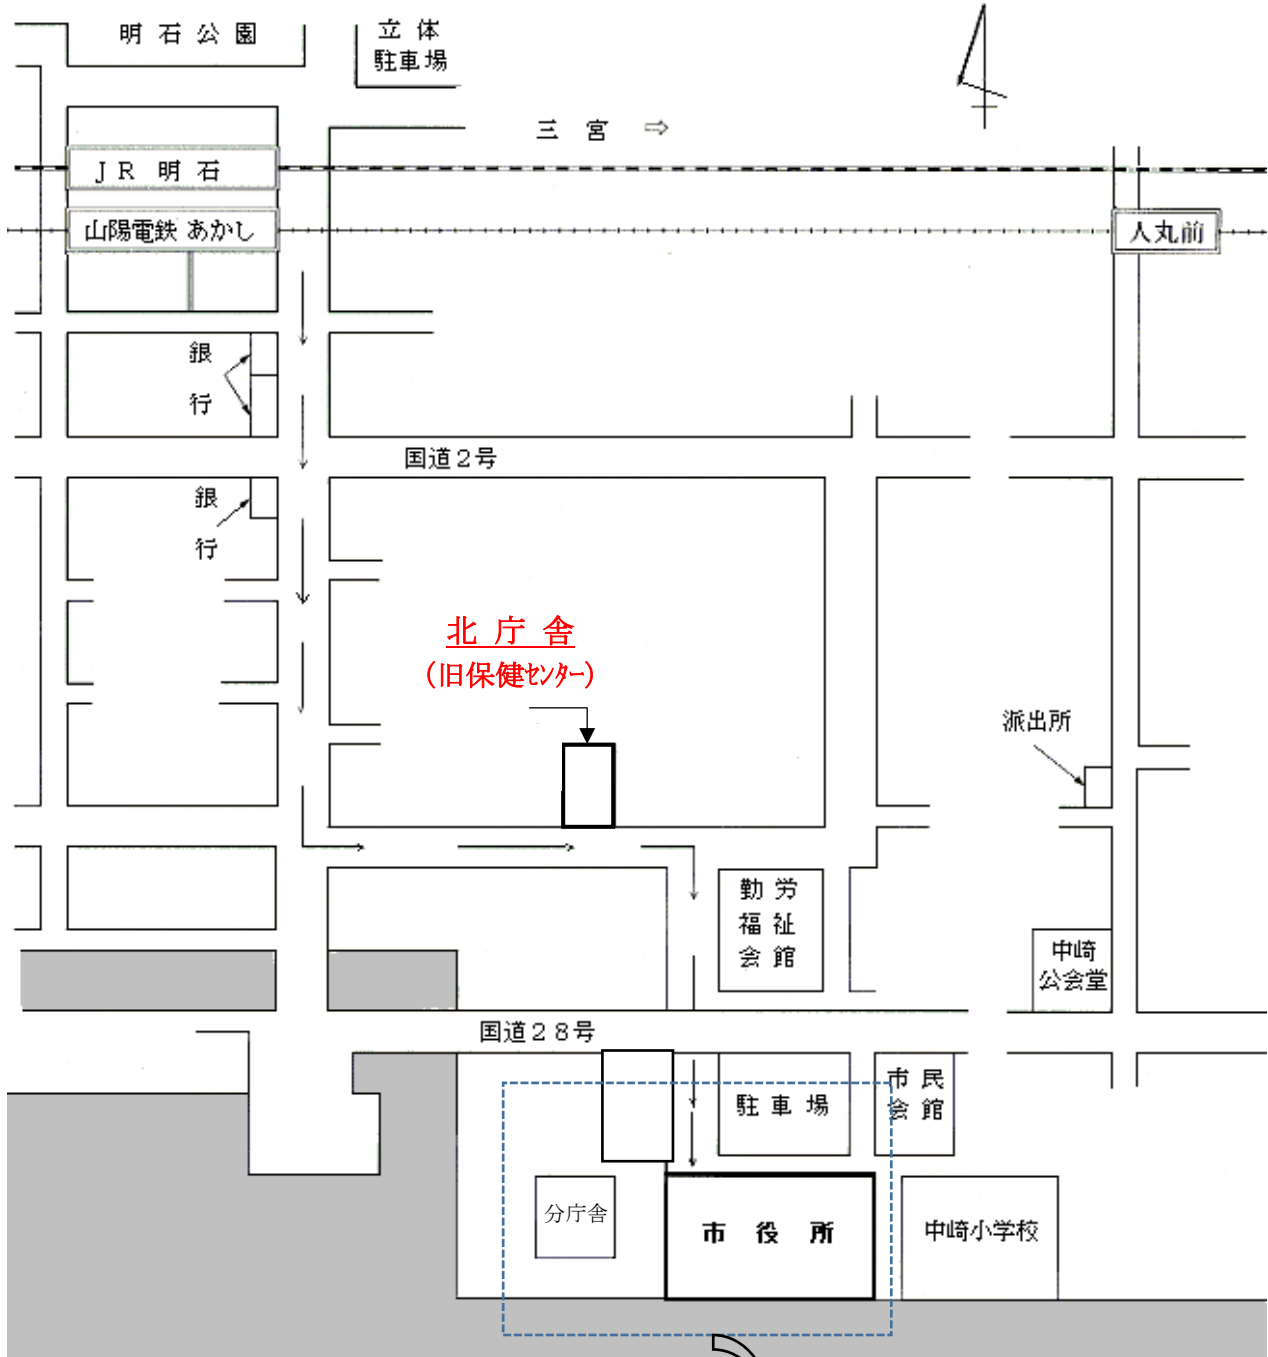 明石公園
立体
駐車場
三宮 ⇨
JR 明石
山陽電鉄 あかし
人丸前
銀
行
国道2号
銀
行
北庁舎
(旧保健センター)
派出所
勤労
福祉
会館
中崎
公会堂
国道28号
駐車場
市民
会館
分庁舎
市役所
中崎小学校